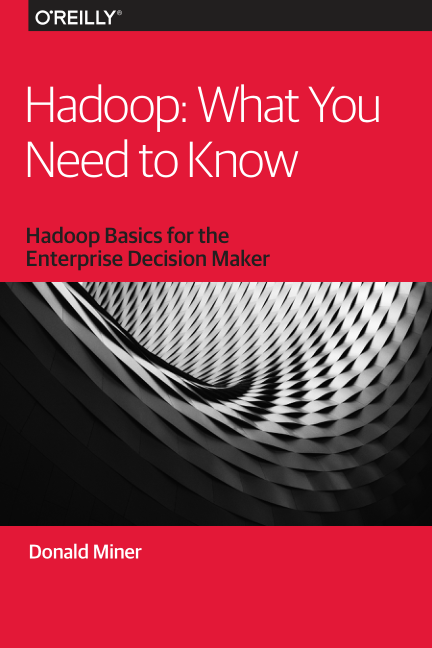 O'REILLY®
Hadoop: What You
Need to Know
Hadoop Basics for the
Enterprise Decision Maker
Donald Miner